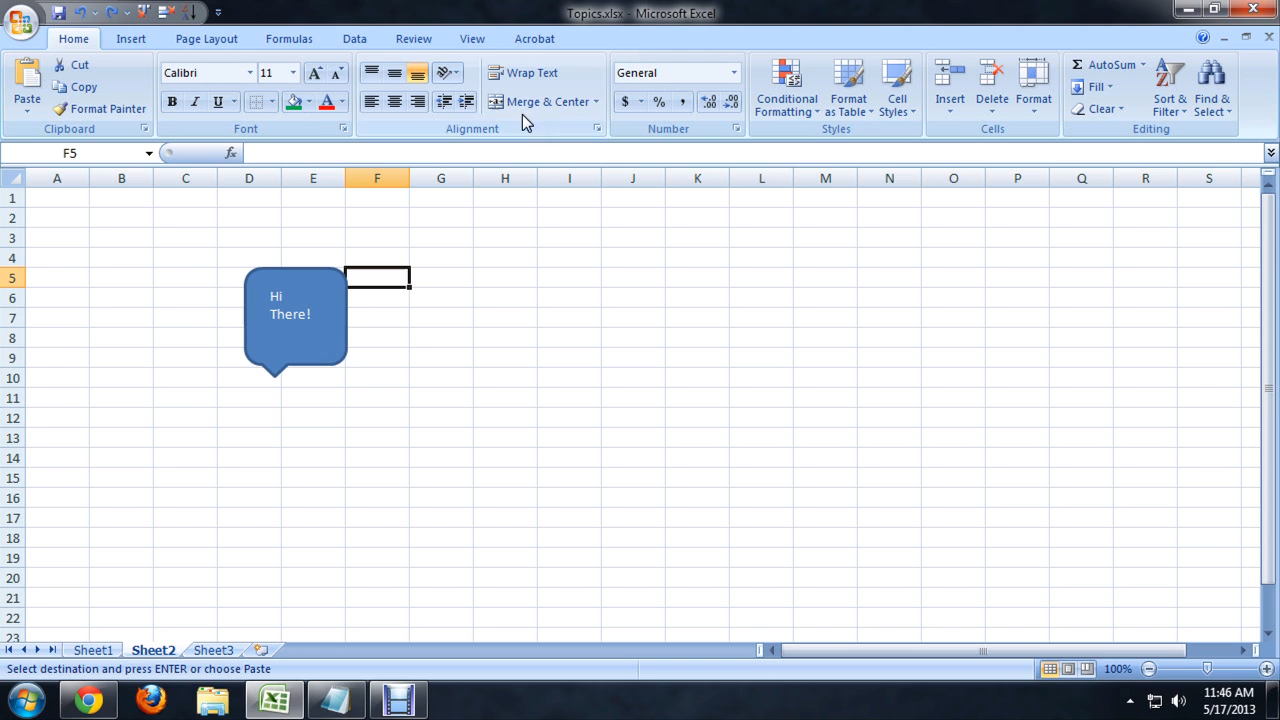 Topics.xlsx - Microsoft Excel
Home Insert Page Layout Formulas Data Review View Acrobat
Paste
Cut
Copy
Format Painter
Clipboard
Calibri 11 A A
B I U A
Font
Wrap Text
Merge & Center
Alignment
General
$ % , .00 .0
Number
Conditional Formatting
Format as Table
Cell Styles
Styles
Insert Delete Format
Cells
Σ AutoSum
Fill
Clear
Sort & Filter
Find & Select
Editing
F5 fx
A B C D E F G H I J K L M N O P Q R S
1
2
3
4
5
6
7
8
9
10
11
12
13
14
15
16
17
18
19
20
21
22
23
Hi
There!
Sheet1 Sheet2 Sheet3
Select destination and press ENTER or choose Paste
100%
11:46 AM
5/17/2013